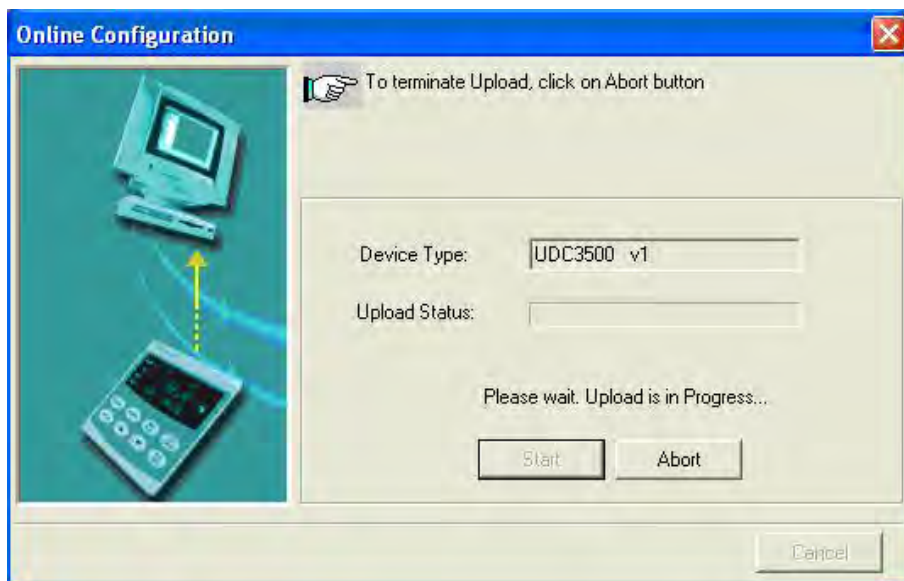 Online Configuration
To terminate Upload, click on Abort button
Device Type: UDC3500 v1
Upload Status:
Please wait. Upload is in Progress...
Start Abort
Cancel